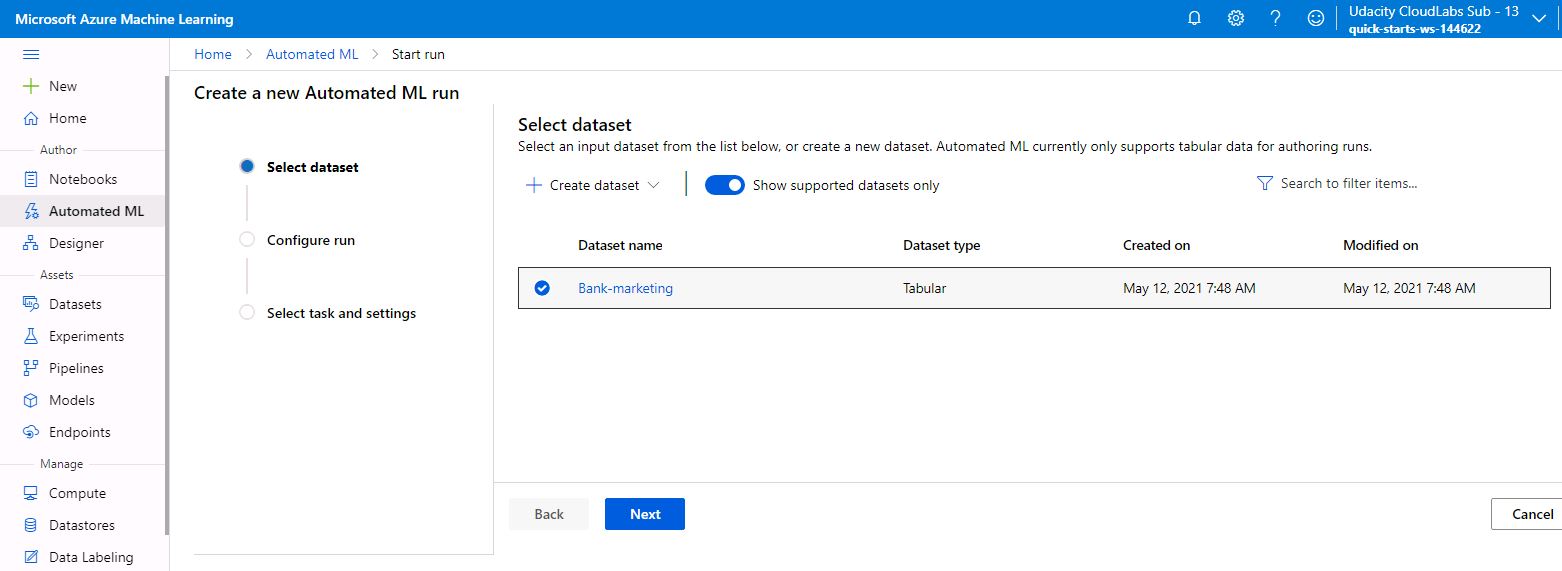 Microsoft Azure Machine Learning
Udacity CloudLabs Sub - 13
quick-starts-ws-144622
New
Home
Author
Notebooks
Automated ML
Designer
Assets
Datasets
Experiments
Pipelines
Models
Endpoints
Manage
Compute
Datastores
Data Labeling
Home > Automated ML > Start run
Create a new Automated ML run
Select dataset
Configure run
Select task and settings
Select dataset
Select an input dataset from the list below, or create a new dataset. Automated ML currently only supports tabular data for authoring runs.
Create dataset Show supported datasets only Search to filter items...
Dataset name Dataset type Created on Modified on
Bank-marketing Tabular May 12, 2021 7:48 AM May 12, 2021 7:48 AM
Back Next Cancel